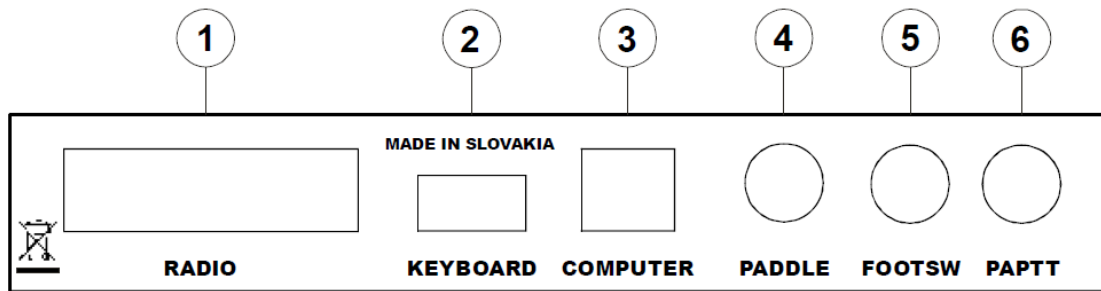 1 2 3 4 5 6
MADE IN SLOVAKIA
RADIO KEYBOARD COMPUTER PADDLE FOOTSW PAPTT